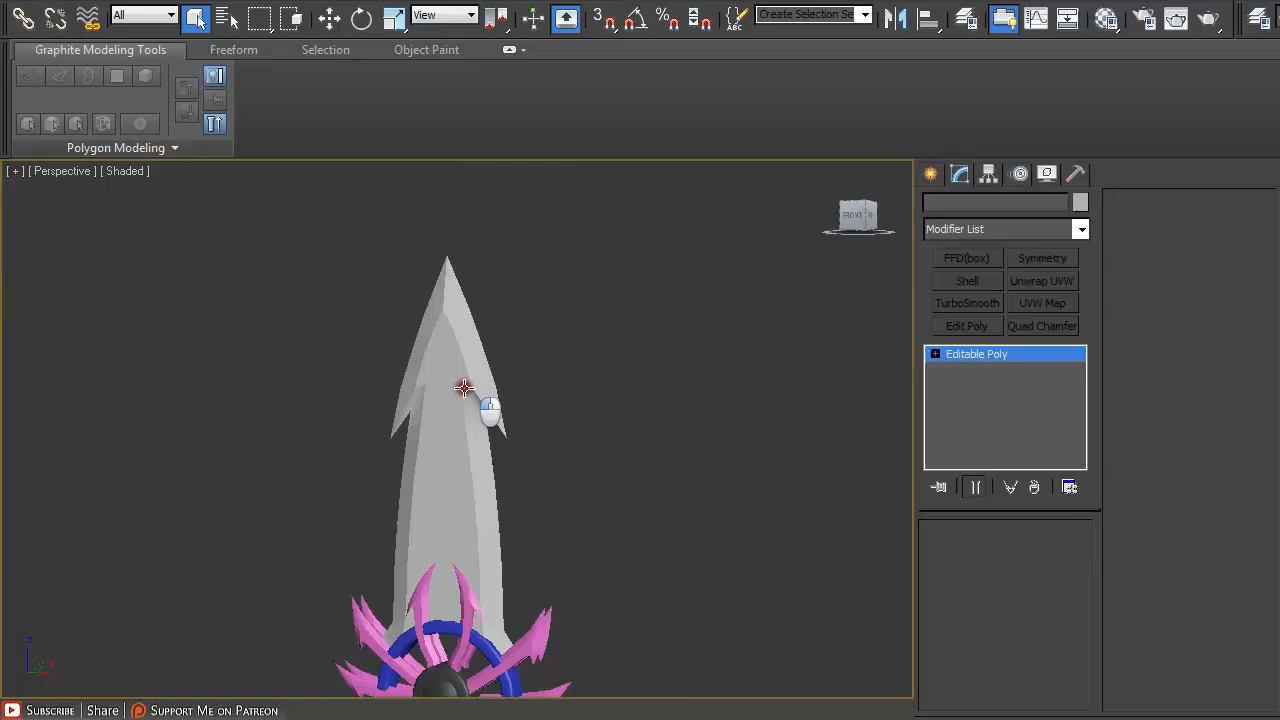 All View ABC Create Selection Se
Graphite Modeling Tools Freeform Selection Object Paint
Polygon Modeling
[ + ] [ Perspective ] [ Shaded ]
FRONT
Modifier List
FFD(box) Symmetry
Shell Unwrap UVW
TurboSmooth UVW Map
Edit Poly Quad Chamfer
Editable Poly
z
x
Subscribe Share Support Me on Patreon